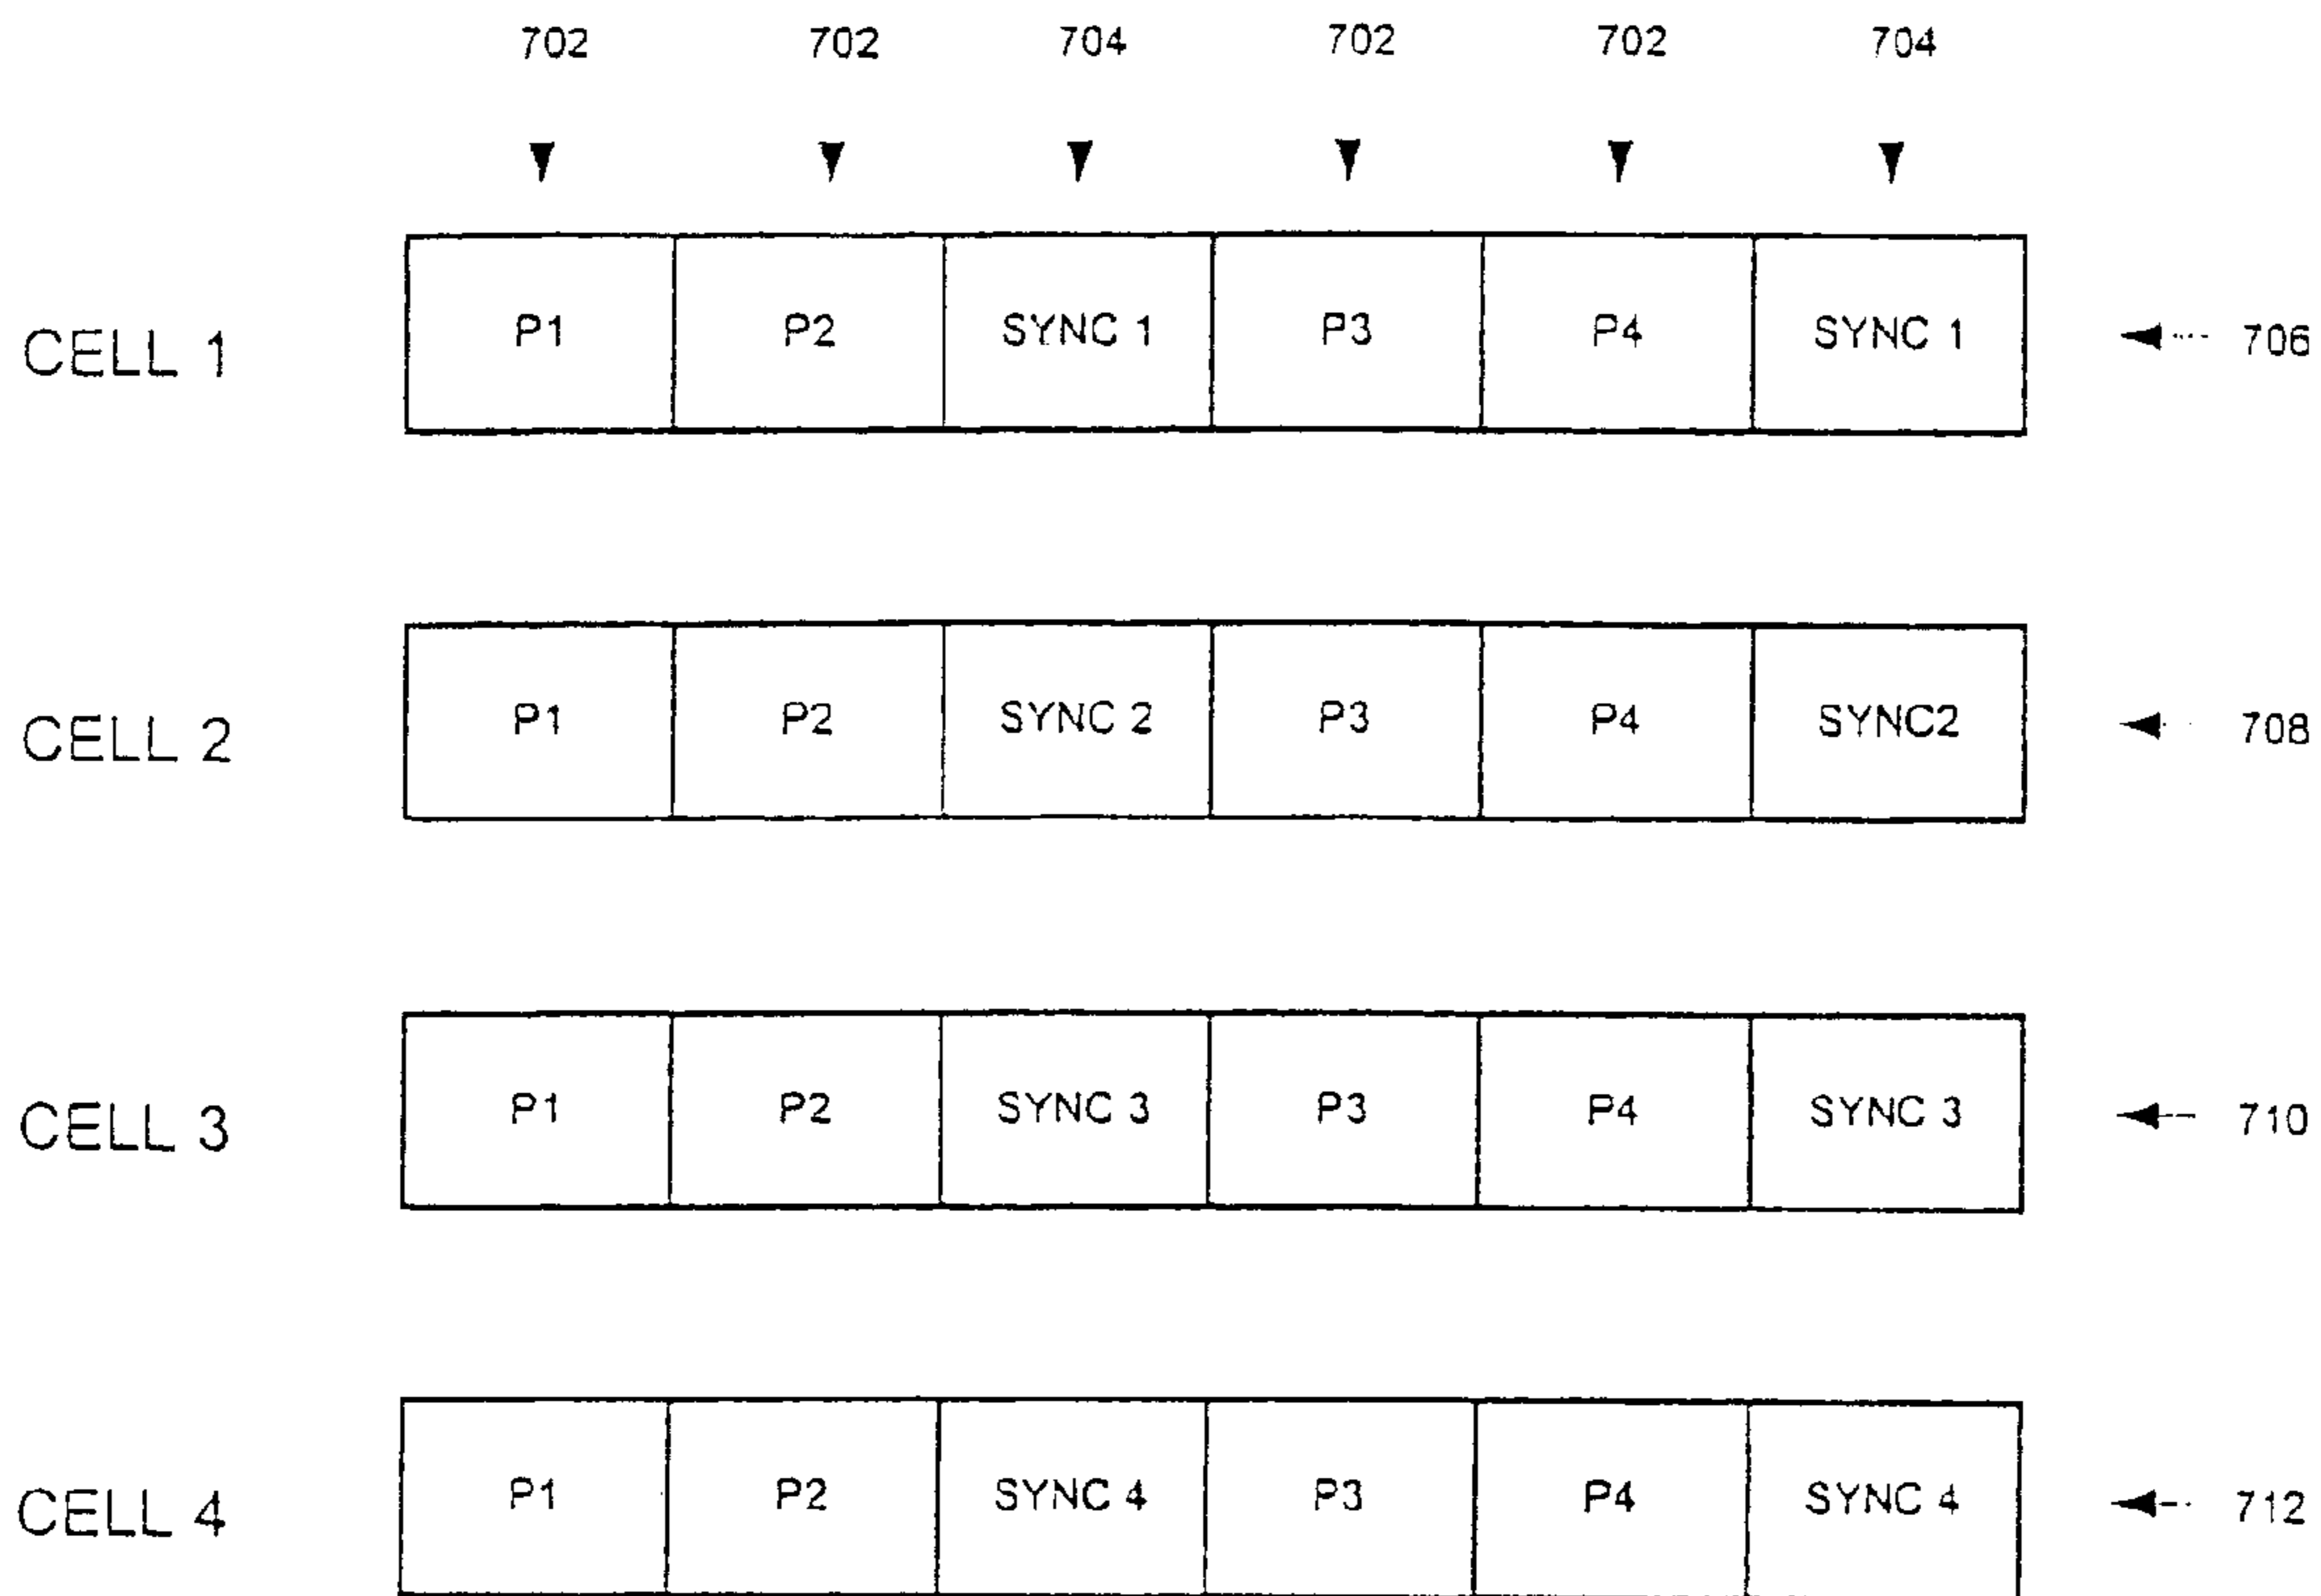 702 702 704 702 702 704
CELL 1 P1 P2 SYNC 1 P3 P4 SYNC 1 706
CELL 2 P1 P2 SYNC 2 P3 P4 SYNC2 708
CELL 3 P1 P2 SYNC 3 P3 P4 SYNC 3 710
CELL 4 P1 P2 SYNC 4 P3 P4 SYNC 4 712